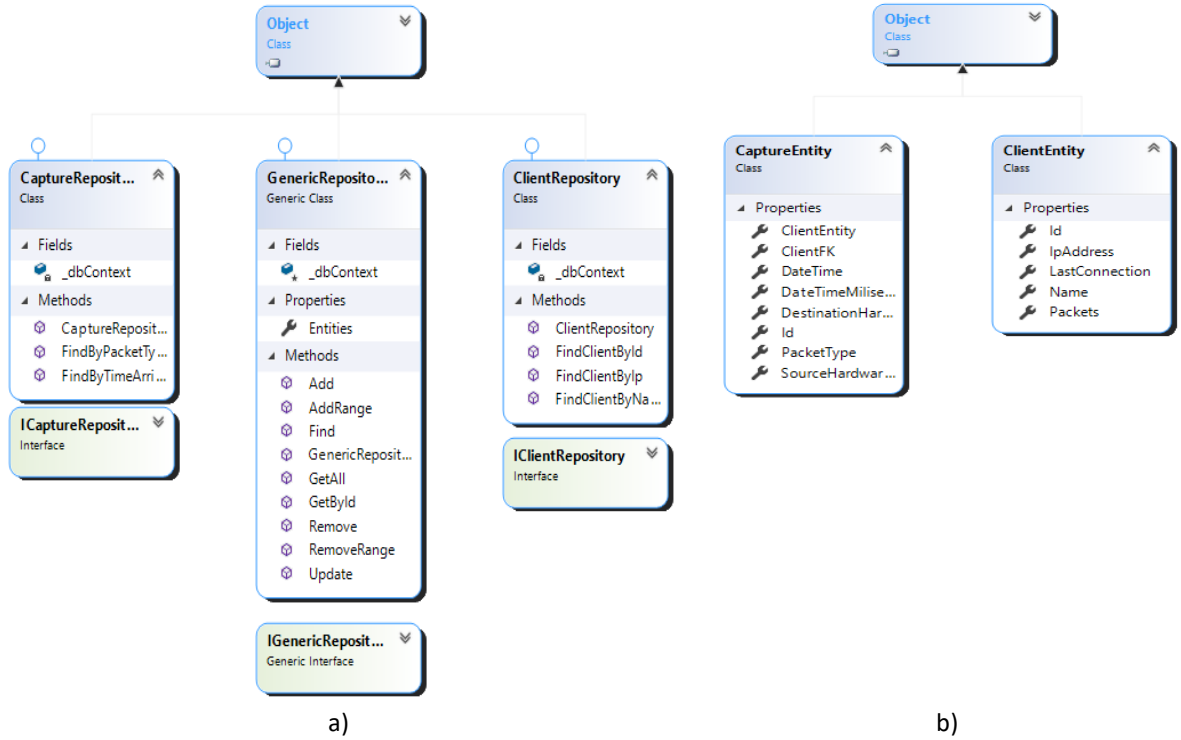 Object
Class
CaptureReposit...
Class
Fields
_dbContext
Methods
CaptureReposit...
FindByPacketTy...
FindByTimeArri...
ICaptureReposit...
Interface
GenericReposito...
Generic Class
Fields
_dbContext
Properties
Entities
Methods
Add
AddRange
Find
GenericReposit...
GetAll
GetById
Remove
RemoveRange
Update
IGenericReposit...
Generic Interface
ClientRepository
Class
Fields
_dbContext
Methods
ClientRepository
FindClientById
FindClientByIp
FindClientByNa...
IClientRepository
Interface
a)
Object
Class
CaptureEntity
Class
Properties
ClientEntity
ClientFK
DateTime
DateTimeMilise...
DestinationHar...
Id
PacketType
SourceHardwar...
ClientEntity
Class
Properties
Id
IpAddress
LastConnection
Name
Packets
b)